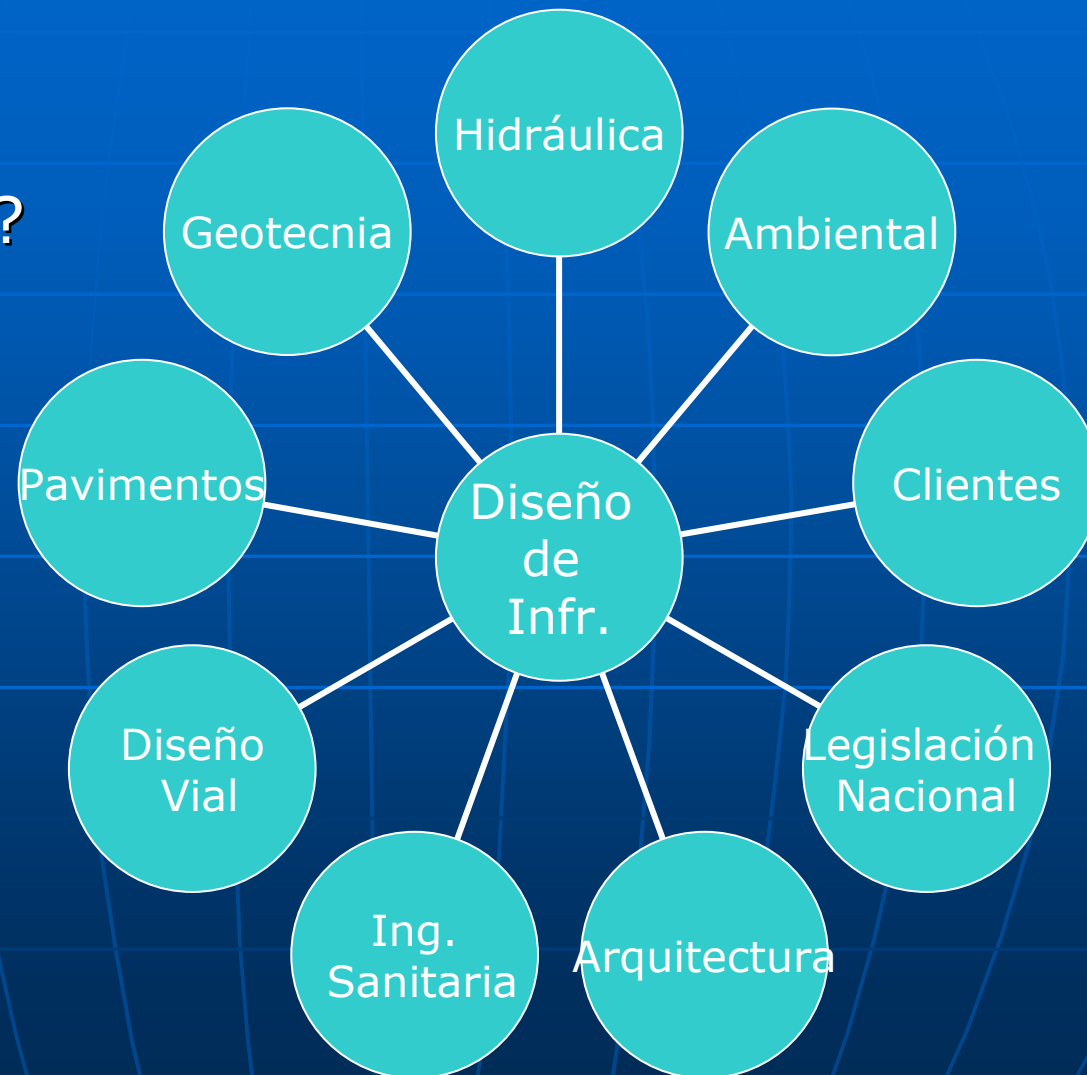 ?
Hidráulica
Geotecnia
Ambiental
Pavimentos
Clientes
Diseño
de
Infr.
Diseño
Vial
Legislación
Nacional
Ing.
Sanitaria
Arquitectura